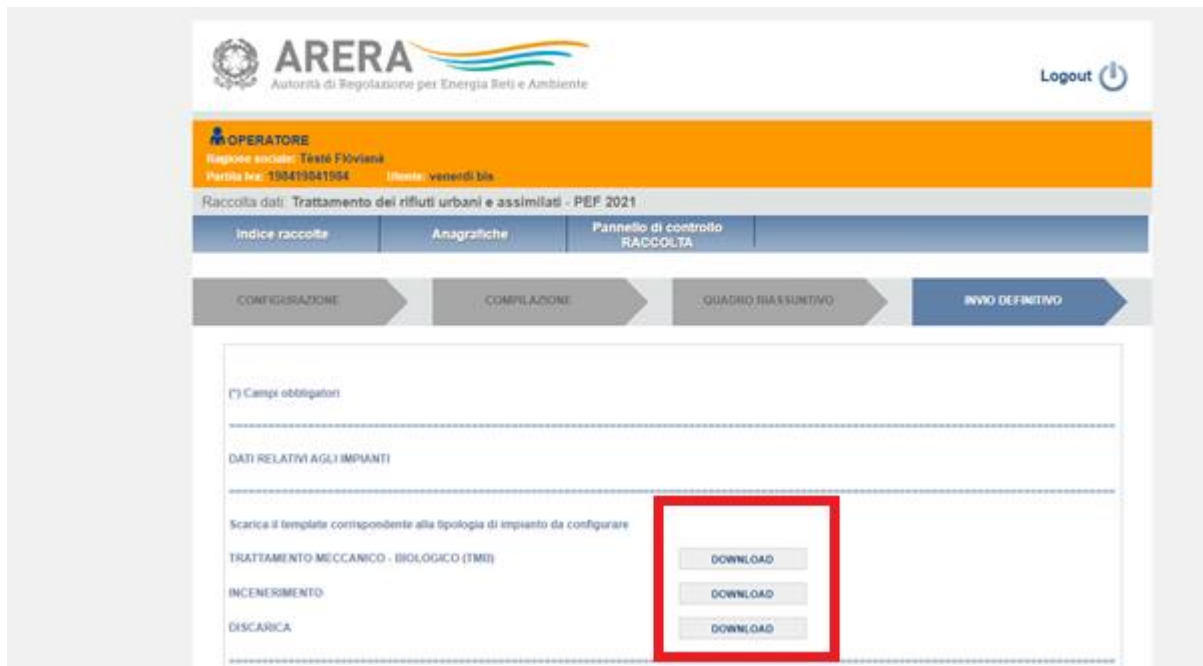 ARERA
Autorità di Regolazione per Energia Reti e Ambiente
Logout
OPERATORE
Ragione sociale: Tèstè Flòvianà
Partita Iva: 198419841984 Utente: venerdì bis
Raccolta dati: Trattamento dei rifiuti urbani e assimilati - PEF 2021
Indice raccolte Anagrafiche Pannello di controllo RACCOLTA
CONFIGURAZIONE COMPILAZIONE QUADRO RIASSUNTIVO INVIO DEFINITIVO
(*) Campi obbligatori
DATI RELATIVI AGLI IMPIANTI
Scarica il template corrispondente alla tipologia di impianto da configurare
TRATTAMENTO MECCANICO - BIOLOGICO (TMB) DOWNLOAD
INCENERIMENTO DOWNLOAD
DISCARICA DOWNLOAD